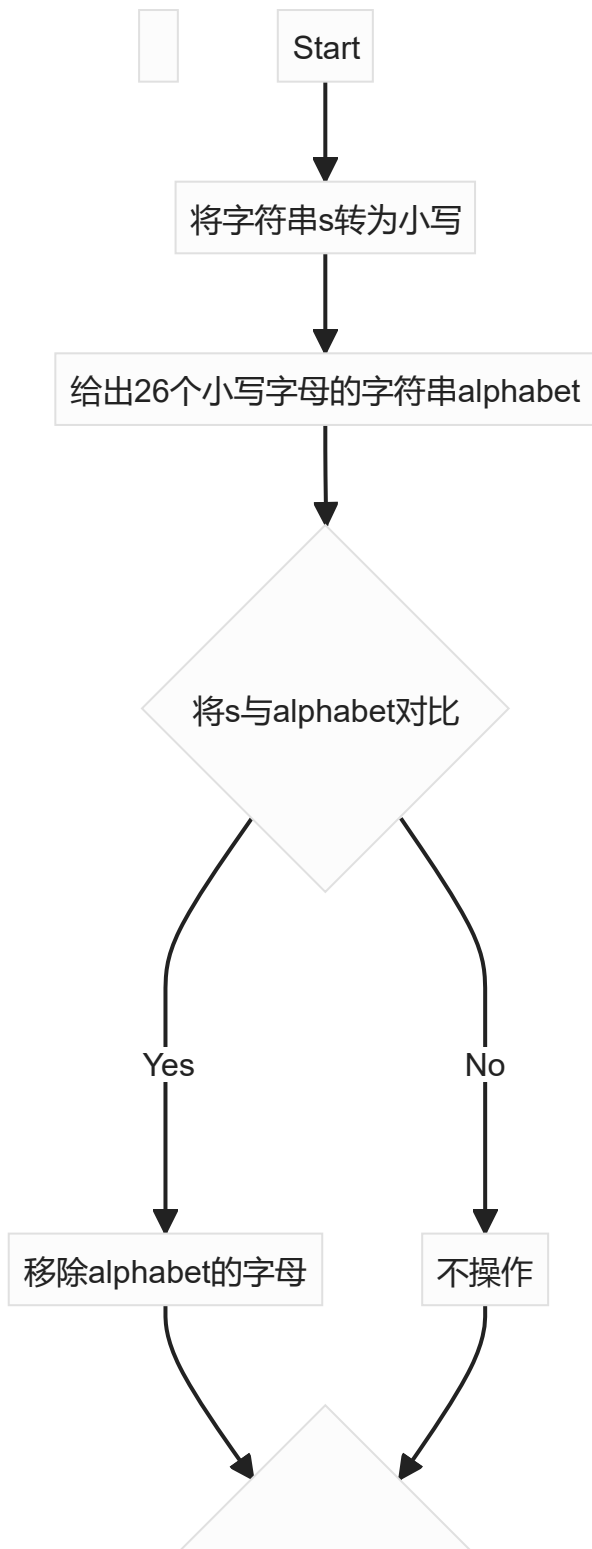 Start
将字符串s转为小写
给出26个小写字母的字符串alphabet
将s与alphabet对比
Yes
No
移除alphabet的字母
不操作